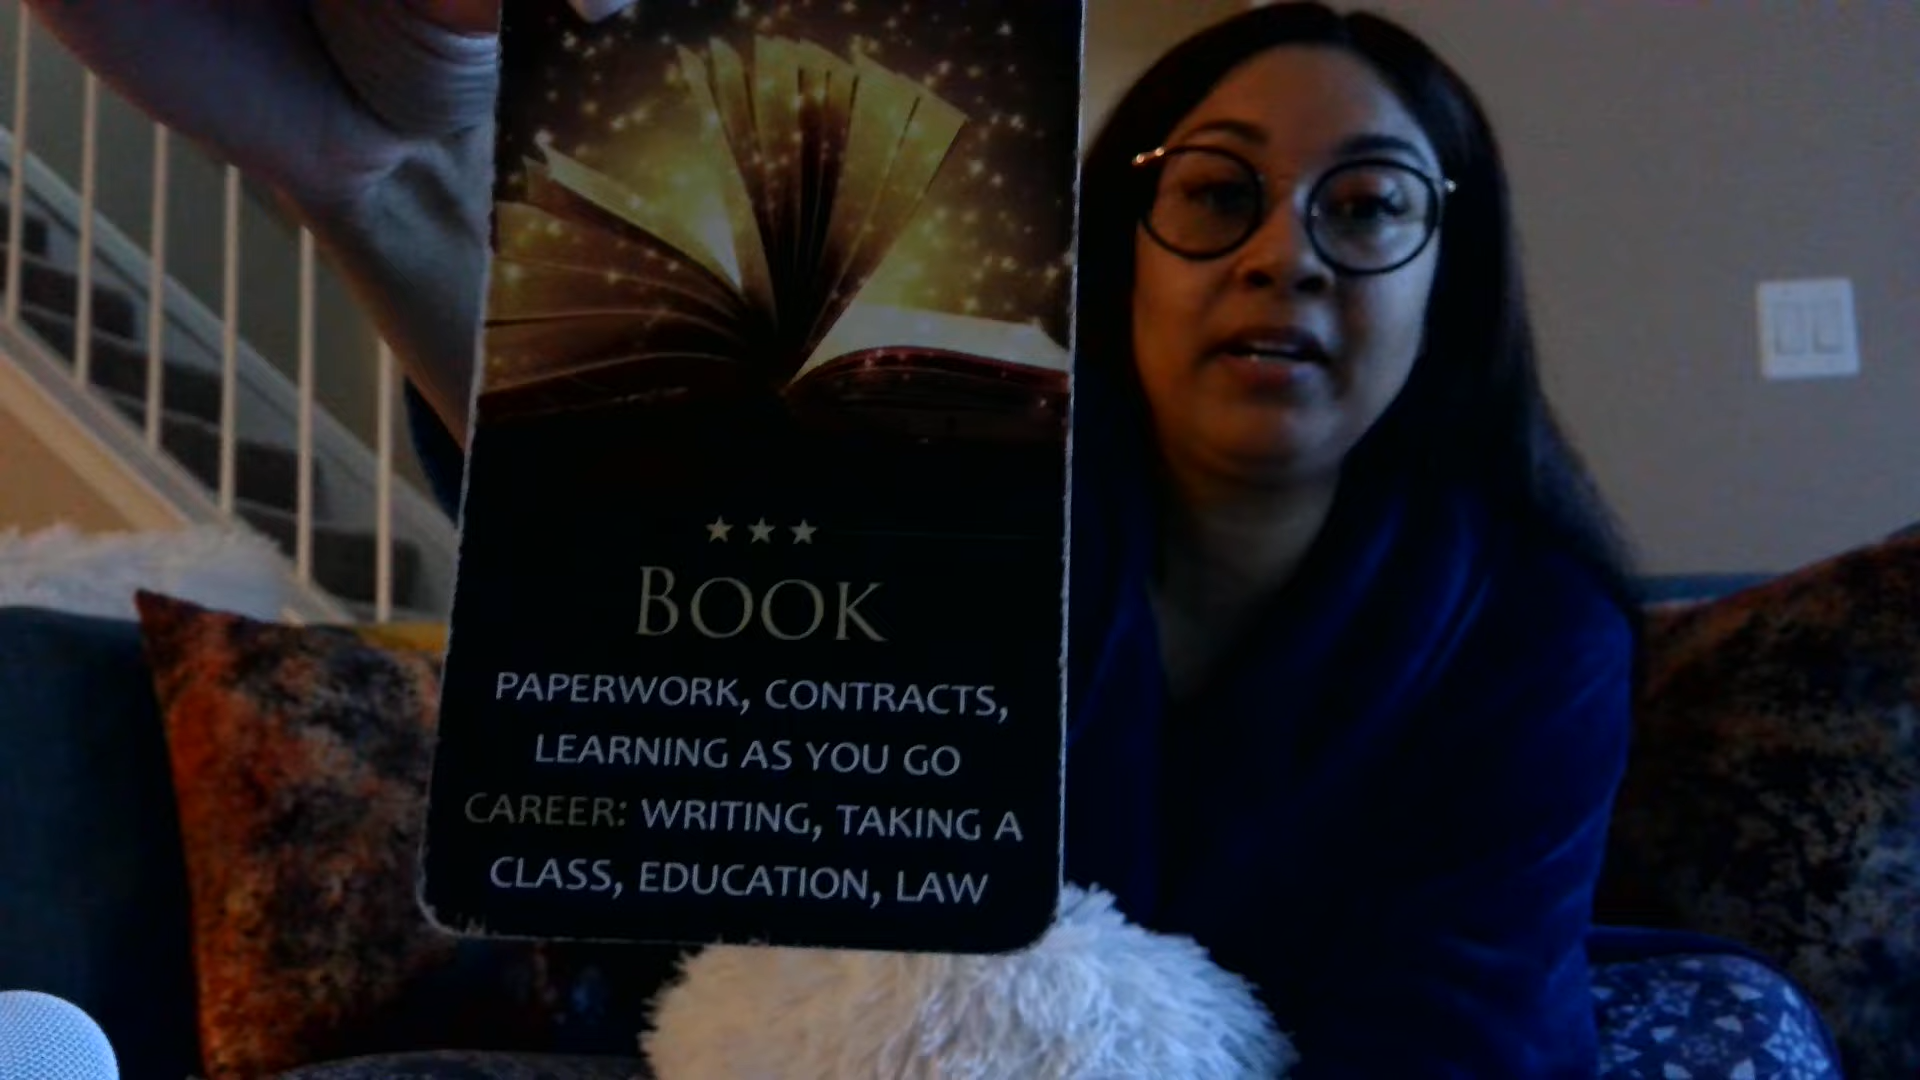 BOOK
PAPERWORK, CONTRACTS,
LEARNING AS YOU GO
CAREER: WRITING, TAKING A
CLASS, EDUCATION, LAW